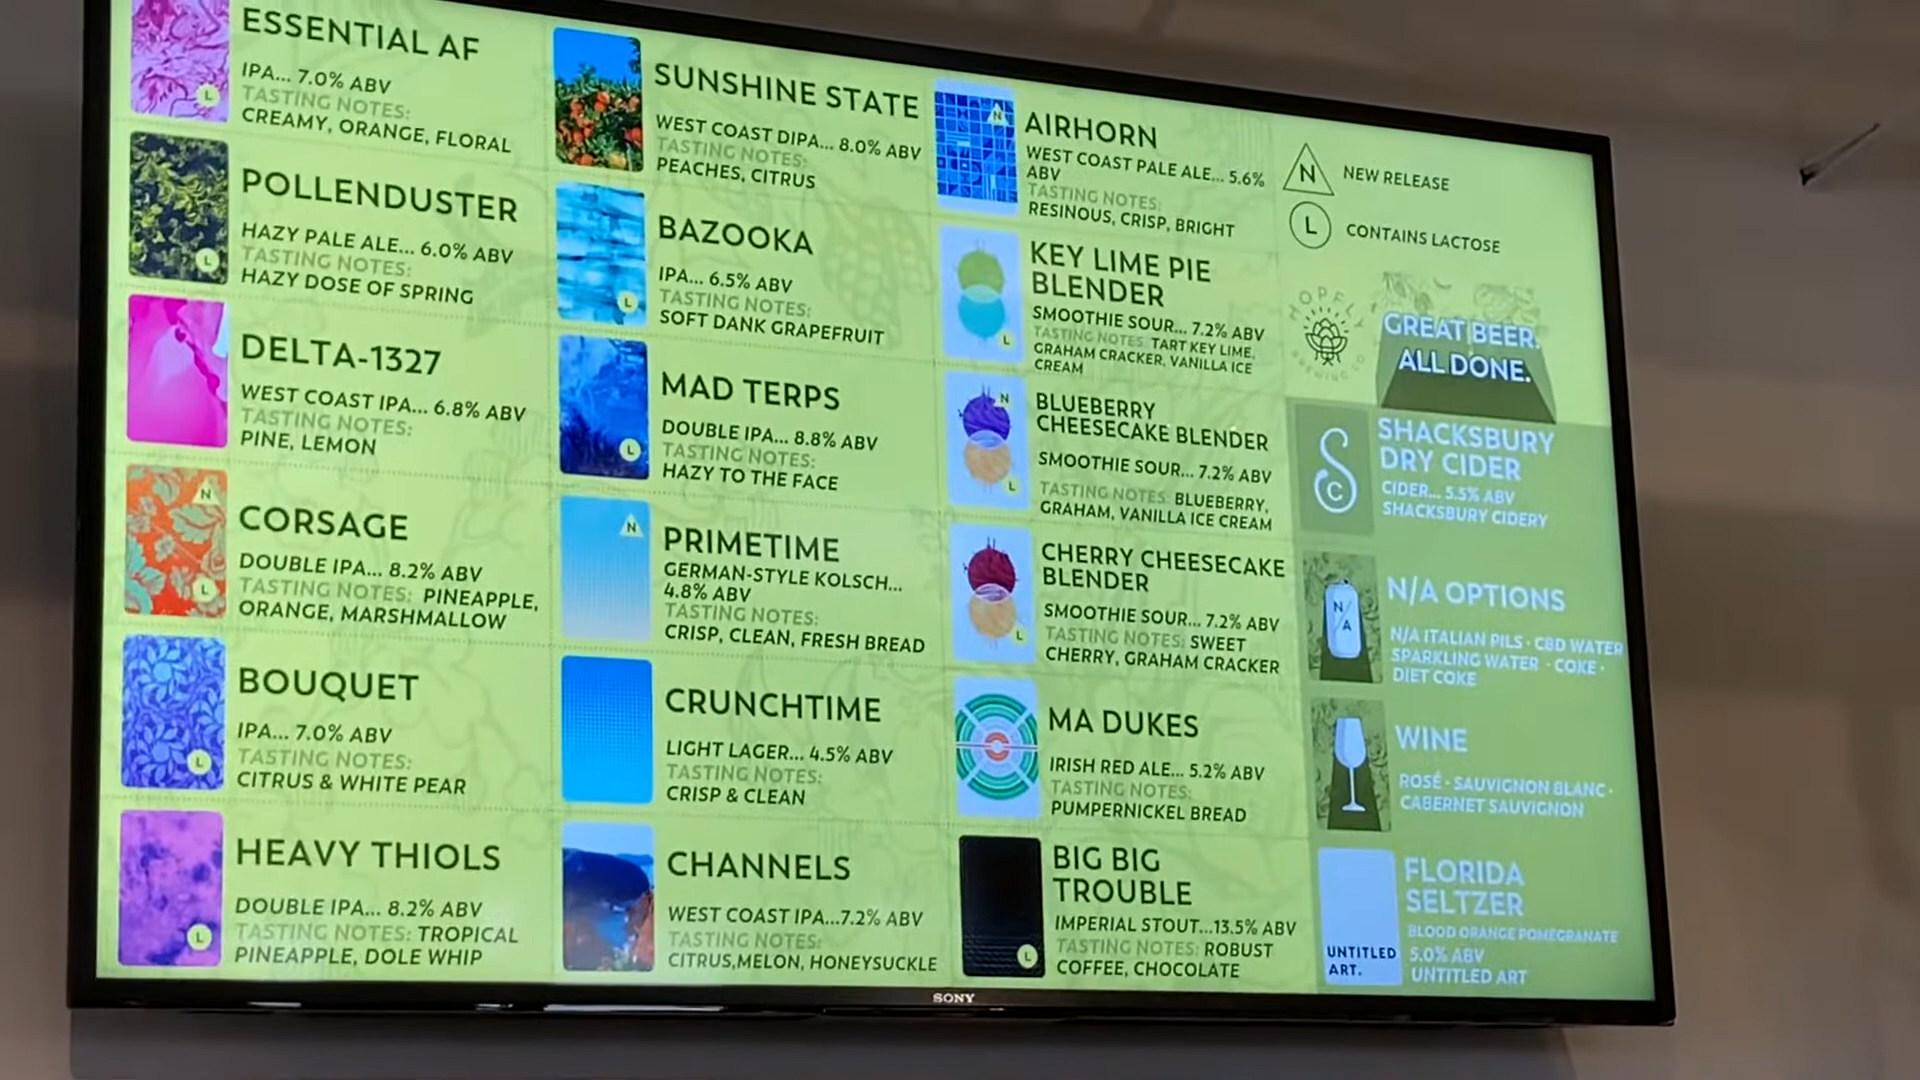 ESSENTIAL AF
IPA... 7.0% ABV
TASTING NOTES:
CREAMY, ORANGE, FLORAL
L
POLLENDUSTER
HAZY PALE ALE... 6.0% ABV
TASTING NOTES:
HAZY DOSE OF SPRING
L
DELTA-1327
WEST COAST IPA... 6.8% ABV
TASTING NOTES:
PINE, LEMON
N
CORSAGE
DOUBLE IPA... 8.2% ABV
TASTING NOTES: PINEAPPLE,
ORANGE, MARSHMALLOW
L
BOUQUET
IPA... 7.0% ABV
TASTING NOTES:
CITRUS & WHITE PEAR
L
HEAVY THIOLS
DOUBLE IPA... 8.2% ABV
TASTING NOTES: TROPICAL
PINEAPPLE, DOLE WHIP
L
SUNSHINE STATE
WEST COAST DIPA... 8.0% ABV
TASTING NOTES:
PEACHES, CITRUS
BAZOOKA
IPA... 6.5% ABV
TASTING NOTES:
SOFT DANK GRAPEFRUIT
L
MAD TERPS
DOUBLE IPA... 8.8% ABV
TASTING NOTES:
HAZY TO THE FACE
L
N
PRIMETIME
GERMAN-STYLE KOLSCH...
4.8% ABV
TASTING NOTES:
CRISP, CLEAN, FRESH BREAD
CRUNCHTIME
LIGHT LAGER... 4.5% ABV
TASTING NOTES:
CRISP & CLEAN
CHANNELS
WEST COAST IPA...7.2% ABV
TASTING NOTES:
CITRUS,MELON, HONEYSUCKLE
N
AIRHORN
WEST COAST PALE ALE... 5.6%
ABV
TASTING NOTES:
RESINOUS, CRISP, BRIGHT
KEY LIME PIE
BLENDER
SMOOTHIE SOUR... 7.2% ABV
TASTING NOTES: TART KEY LIME,
GRAHAM CRACKER, VANILLA ICE
CREAM
L
N
BLUEBERRY
CHEESECAKE BLENDER
SMOOTHIE SOUR... 7.2% ABV
TASTING NOTES: BLUEBERRY,
GRAHAM, VANILLA ICE CREAM
L
CHERRY CHEESECAKE
BLENDER
SMOOTHIE SOUR... 7.2% ABV
TASTING NOTES: SWEET
CHERRY, GRAHAM CRACKER
L
MA DUKES
IRISH RED ALE... 5.2% ABV
TASTING NOTES:
PUMPERNICKEL BREAD
BIG BIG
TROUBLE
IMPERIAL STOUT...13.5% ABV
TASTING NOTES: ROBUST
COFFEE, CHOCOLATE
L
N NEW RELEASE
L CONTAINS LACTOSE
HOPFLY
BREWING CO
GREAT BEER.
ALL DONE.
S C
SHACKSBURY
DRY CIDER
CIDER... 5.5% ABV
SHACKSBURY CIDERY
N/A
N/A OPTIONS
N/A ITALIAN PILS · CBD WATER
SPARKLING WATER · COKE ·
DIET COKE
WINE
ROSÉ · SAUVIGNON BLANC ·
CABERNET SAUVIGNON
UNTITLED
ART.
FLORIDA
SELTZER
BLOOD ORANGE POMEGRANATE
5.0% ABV
UNTITLED ART
SONY